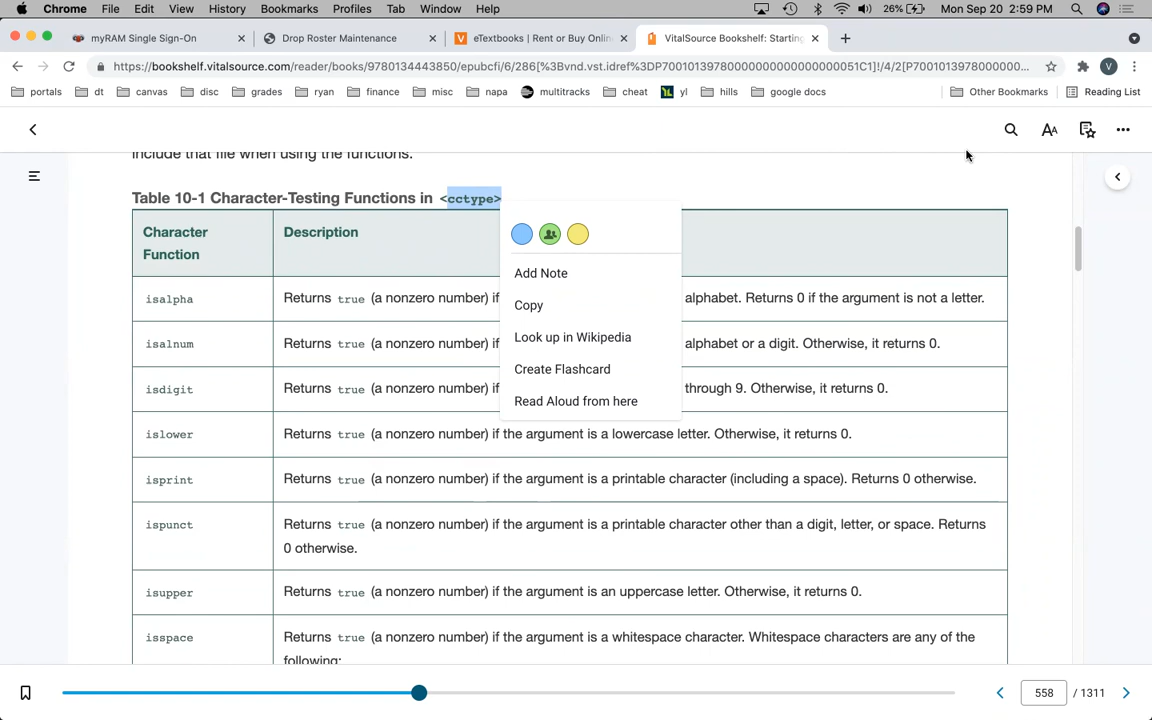 Chrome File Edit View History Bookmarks Profiles Tab Window Help 26% Mon Sep 20 2:59 PM
myRAM Single Sign-On Drop Roster Maintenance eTextbooks | Rent or Buy Onlin VitalSource Bookshelf: Starting
https://bookshelf.vitalsource.com/reader/books/9780134443850/epubcfi/6/286[%3Bvnd.vst.idref%3DP70010139780000000000000000051C1]!/4/2[P7001013978000000...
portals dt canvas disc grades ryan finance misc napa multitracks cheat yl hills google docs Other Bookmarks Reading List
include that file when using the functions.
Table 10-1 Character-Testing Functions in <cctype>
Character
Function
Description
Add Note
Copy
Look up in Wikipedia
Create Flashcard
Read Aloud from here
isalpha Returns true (a nonzero number) if alphabet. Returns 0 if the argument is not a letter.
isalnum Returns true (a nonzero number) if alphabet or a digit. Otherwise, it returns 0.
isdigit Returns true (a nonzero number) if through 9. Otherwise, it returns 0.
islower Returns true (a nonzero number) if the argument is a lowercase letter. Otherwise, it returns 0.
isprint Returns true (a nonzero number) if the argument is a printable character (including a space). Returns 0 otherwise.
ispunct Returns true (a nonzero number) if the argument is a printable character other than a digit, letter, or space. Returns
0 otherwise.
isupper Returns true (a nonzero number) if the argument is an uppercase letter. Otherwise, it returns 0.
isspace Returns true (a nonzero number) if the argument is a whitespace character. Whitespace characters are any of the
following:
558 / 1311